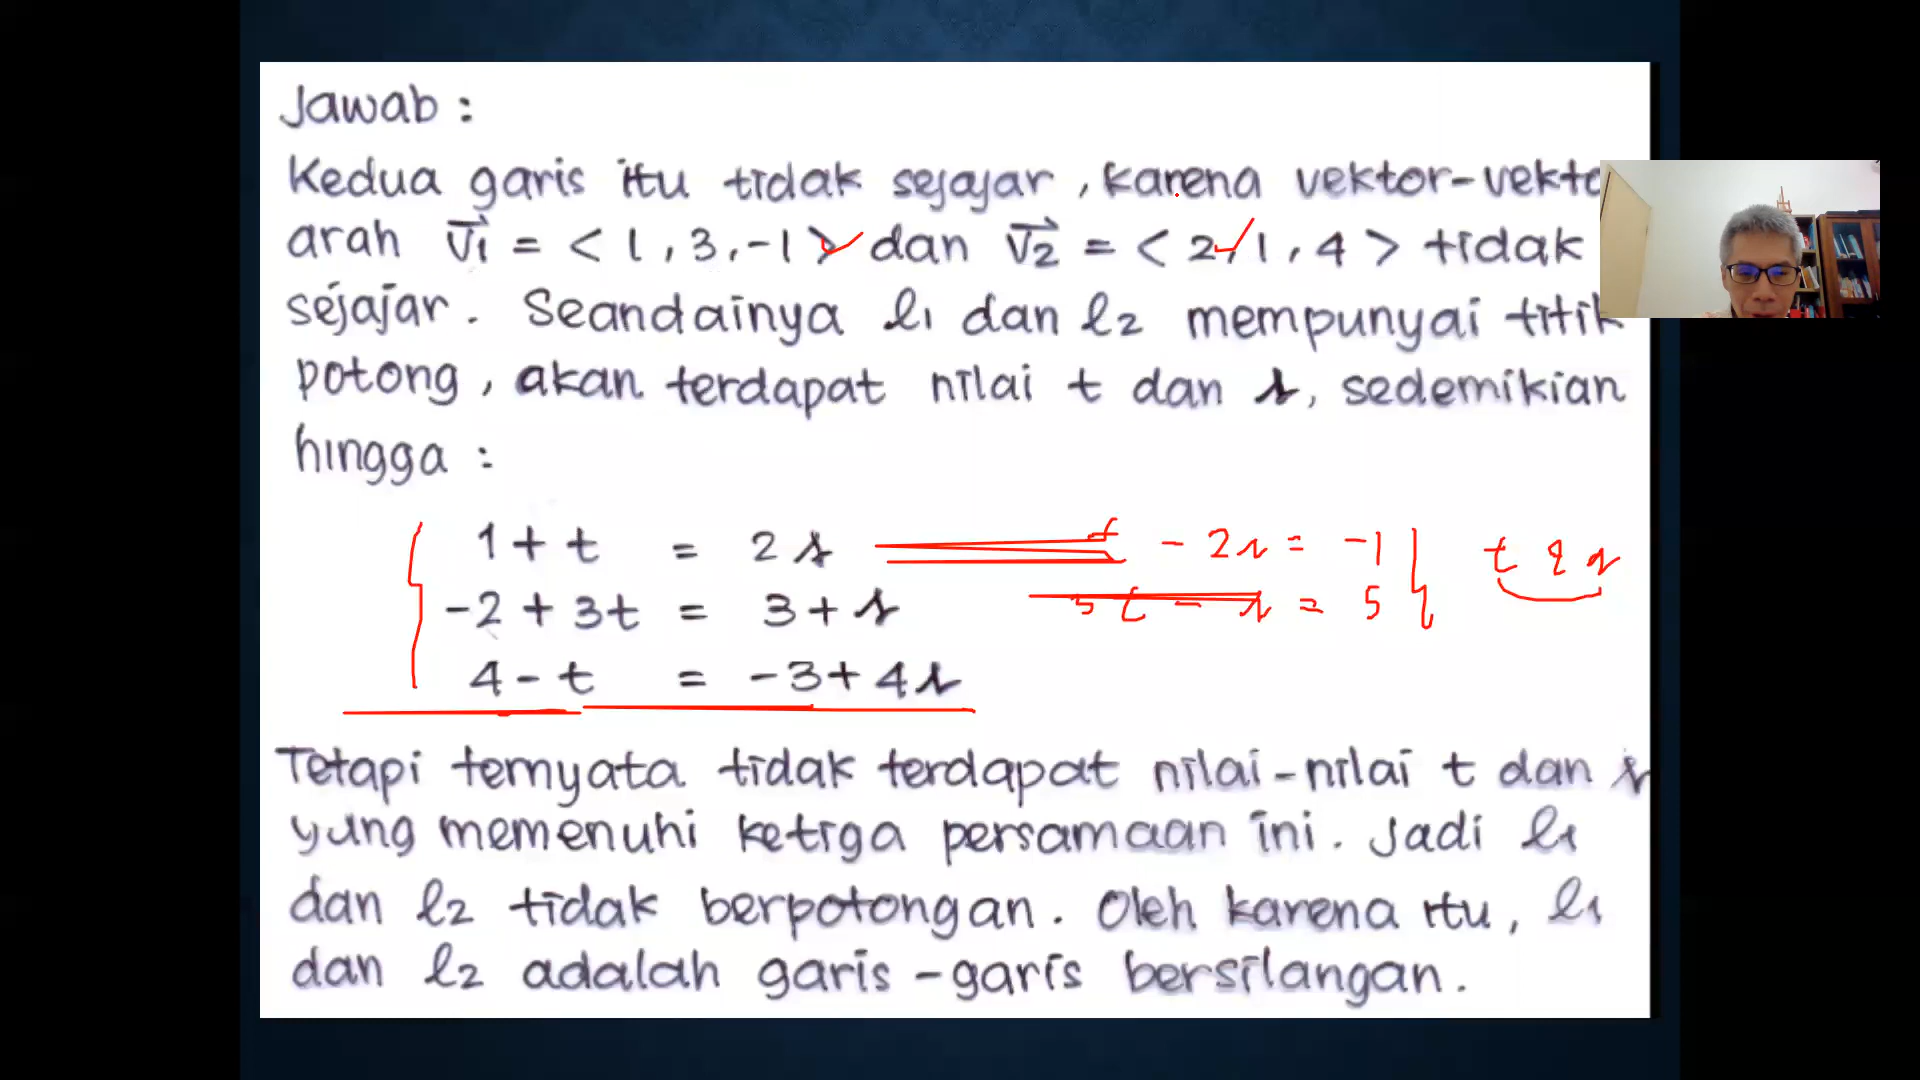 Jawab :
Kedua garis itu tidak sejajar, karena vektor-vekto
arah v1 = < 1, 3, -1 > dan v2 = < 2, 1, 4 > tidak
sejajar. Seandainya l1 dan l2 mempunyai titik
potong, akan terdapat nilai t dan s, sedemikian
hingga :
1 + t = 2s
- 2s = -1
t & s
-2 + 3t = 3 + s
3t - s = 5
4 - t = -3 + 4s
Tetapi ternyata tidak terdapat nilai-nilai t dan s
yang memenuhi ketiga persamaan ini. Jadi l1
dan l2 tidak berpotongan. Oleh karena itu, l1
dan l2 adalah garis-garis bersilangan.